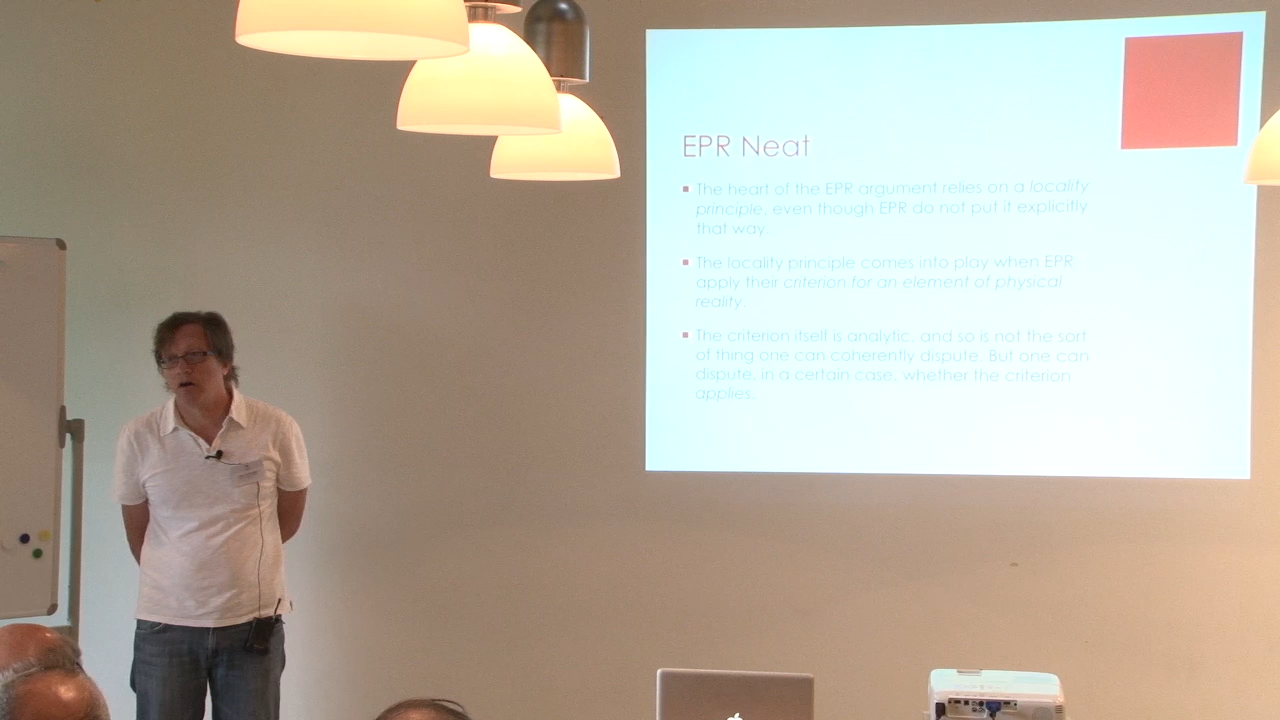 EPR Neat
The heart of the EPR argument relies on a locality
principle, even though EPR do not put it explicitly
that way.
The locality principle comes into play when EPR
apply their criterion for an element of physical
reality.
The criterion itself is analytic, and so is not the sort
of thing one can coherently dispute. But one can
dispute, in a certain case, whether the criterion
applies.